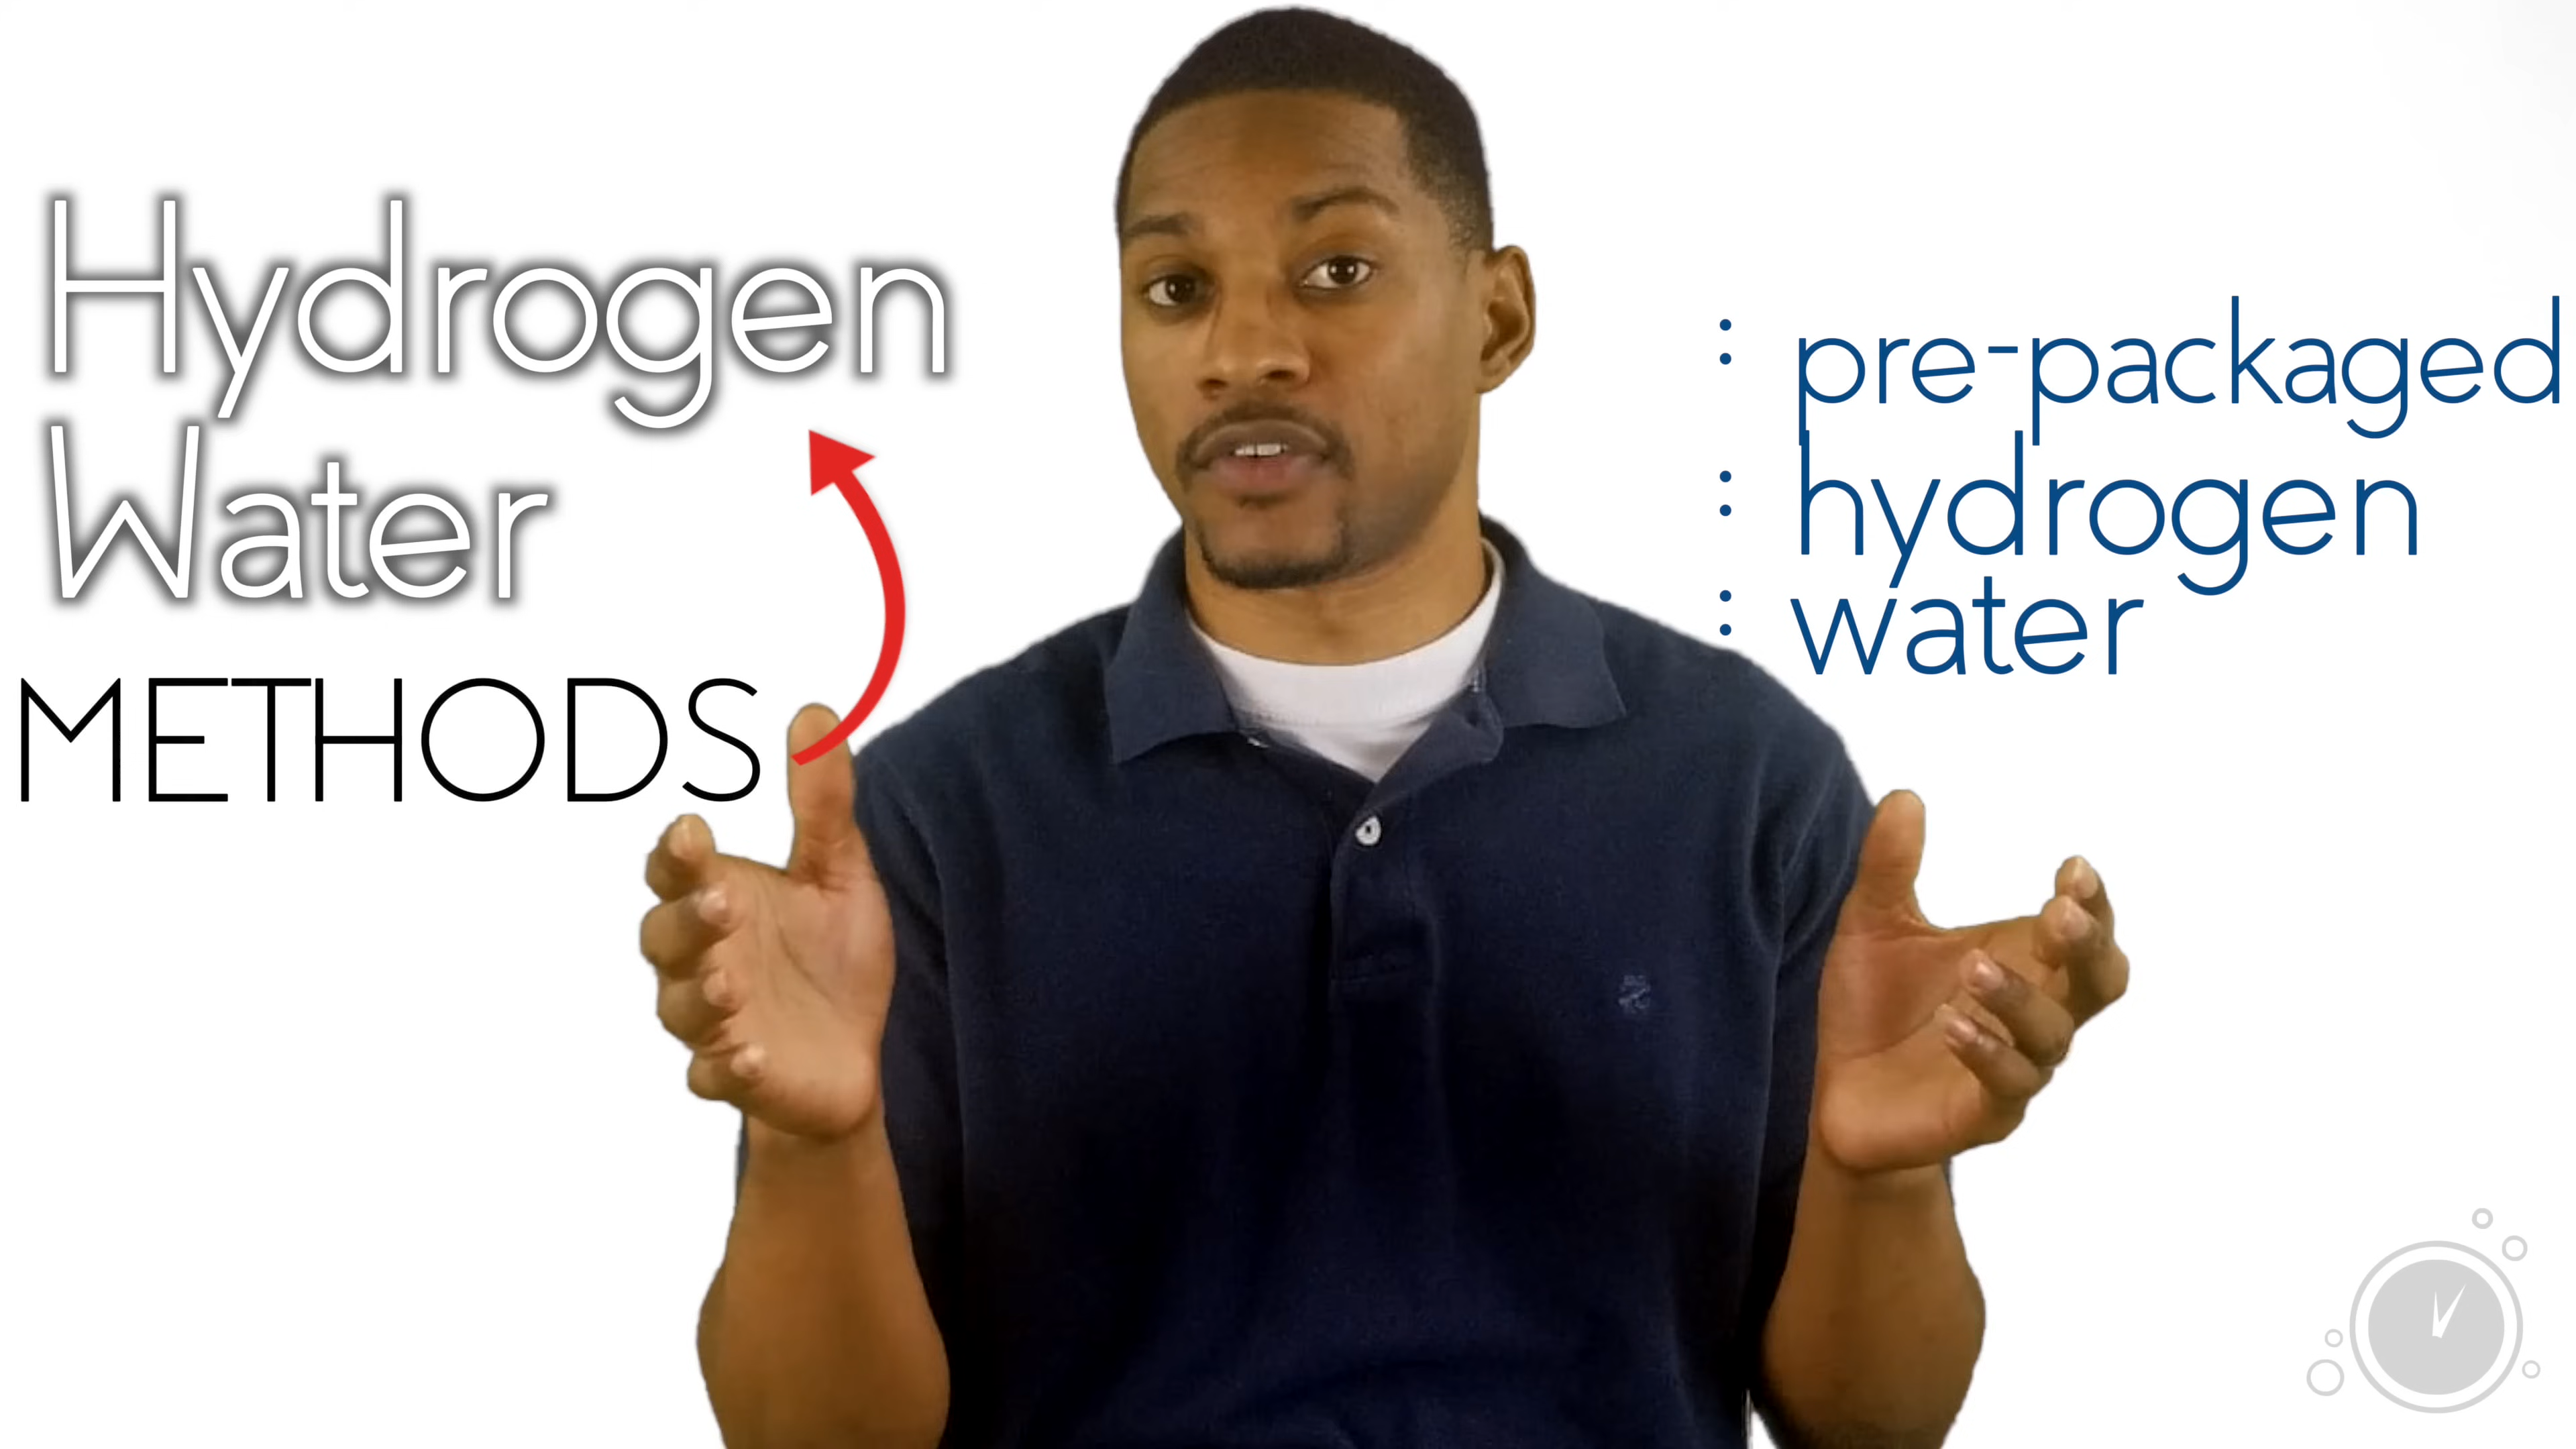 Hydrogen
Water
METHODS
: pre-packaged
: hydrogen
: water